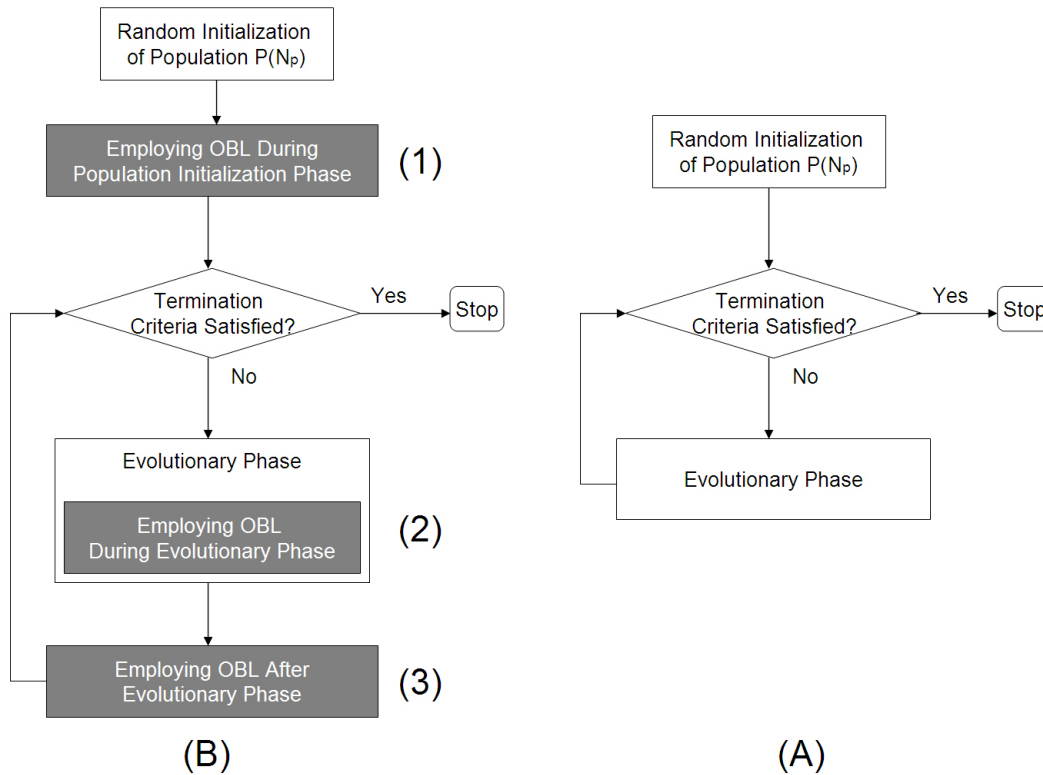 Random Initialization
of Population P(Np)
Employing OBL During
Population Initialization Phase
(1)
Termination
Criteria Satisfied?
Yes
Stop
No
Evolutionary Phase
Employing OBL
During Evolutionary Phase
(2)
Employing OBL After
Evolutionary Phase
(3)
(B)
Random Initialization
of Population P(Np)
Termination
Criteria Satisfied?
Yes
Stop
No
Evolutionary Phase
(A)